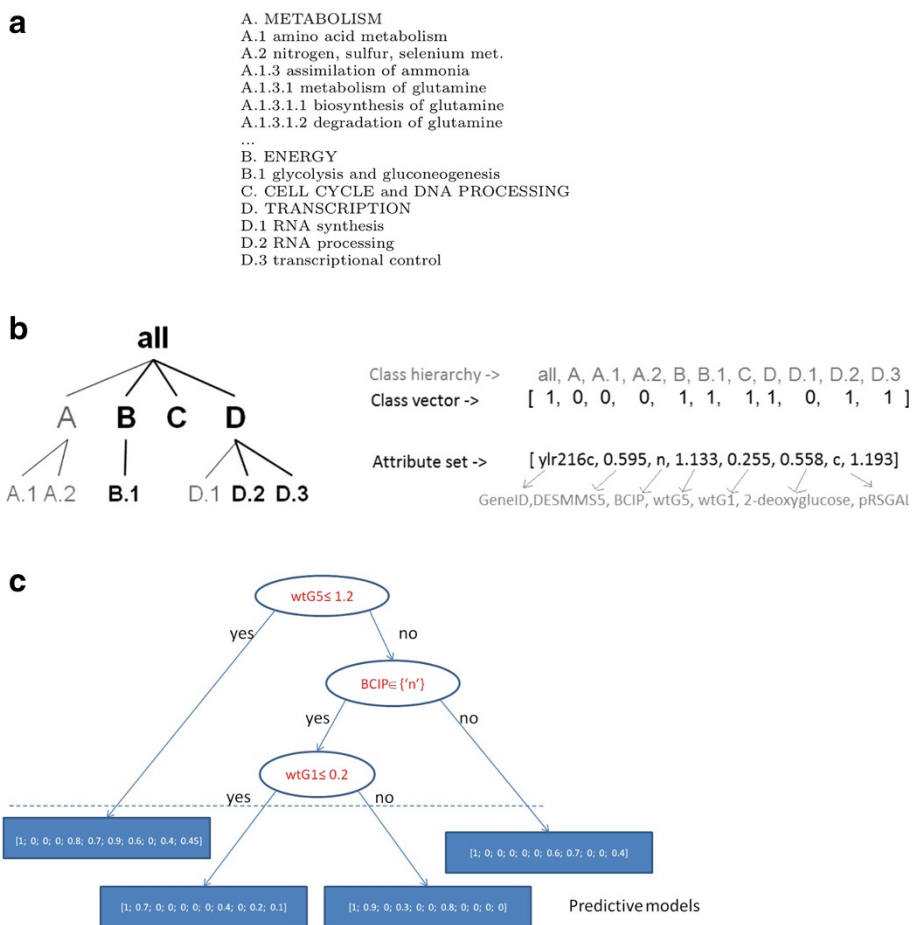 a
A. METABOLISM
A.1 amino acid metabolism
A.2 nitrogen, sulfur, selenium met.
A.1.3 assimilation of ammonia
A.1.3.1 metabolism of glutamine
A.1.3.1.1 biosynthesis of glutamine
A.1.3.1.2 degradation of glutamine
...
B. ENERGY
B.1 glycolysis and gluconeogenesis
C. CELL CYCLE and DNA PROCESSING
D. TRANSCRIPTION
D.1 RNA synthesis
D.2 RNA processing
D.3 transcriptional control
b
all
A B C D
A.1 A.2 B.1 D.1 D.2 D.3
Class hierarchy -> all, A, A.1, A.2, B, B.1, C, D, D.1, D.2, D.3
Class vector -> [ 1, 0, 0, 0, 1, 1, 1, 1, 0, 1, 1 ]
Attribute set -> [ ylr216c, 0.595, n, 1.133, 0.255, 0.558, c, 1.193]
GeneID,DESMMS5, BCIP, wtG5, wtG1, 2-deoxyglucose, pRSGAL
c
wtG5≤ 1.2
yes no
BCIP∈ {'n'}
yes no
wtG1≤ 0.2
yes no
[1; 0; 0; 0; 0.8; 0.7; 0.9; 0.6; 0; 0.4; 0.45]
[1; 0; 0; 0; 0; 0; 0.6; 0.7; 0; 0; 0.4]
[1; 0.7; 0; 0; 0; 0; 0; 0.4; 0; 0.2; 0.1]
[1; 0.9; 0; 0.3; 0; 0; 0.8; 0; 0; 0; 0]
Predictive models